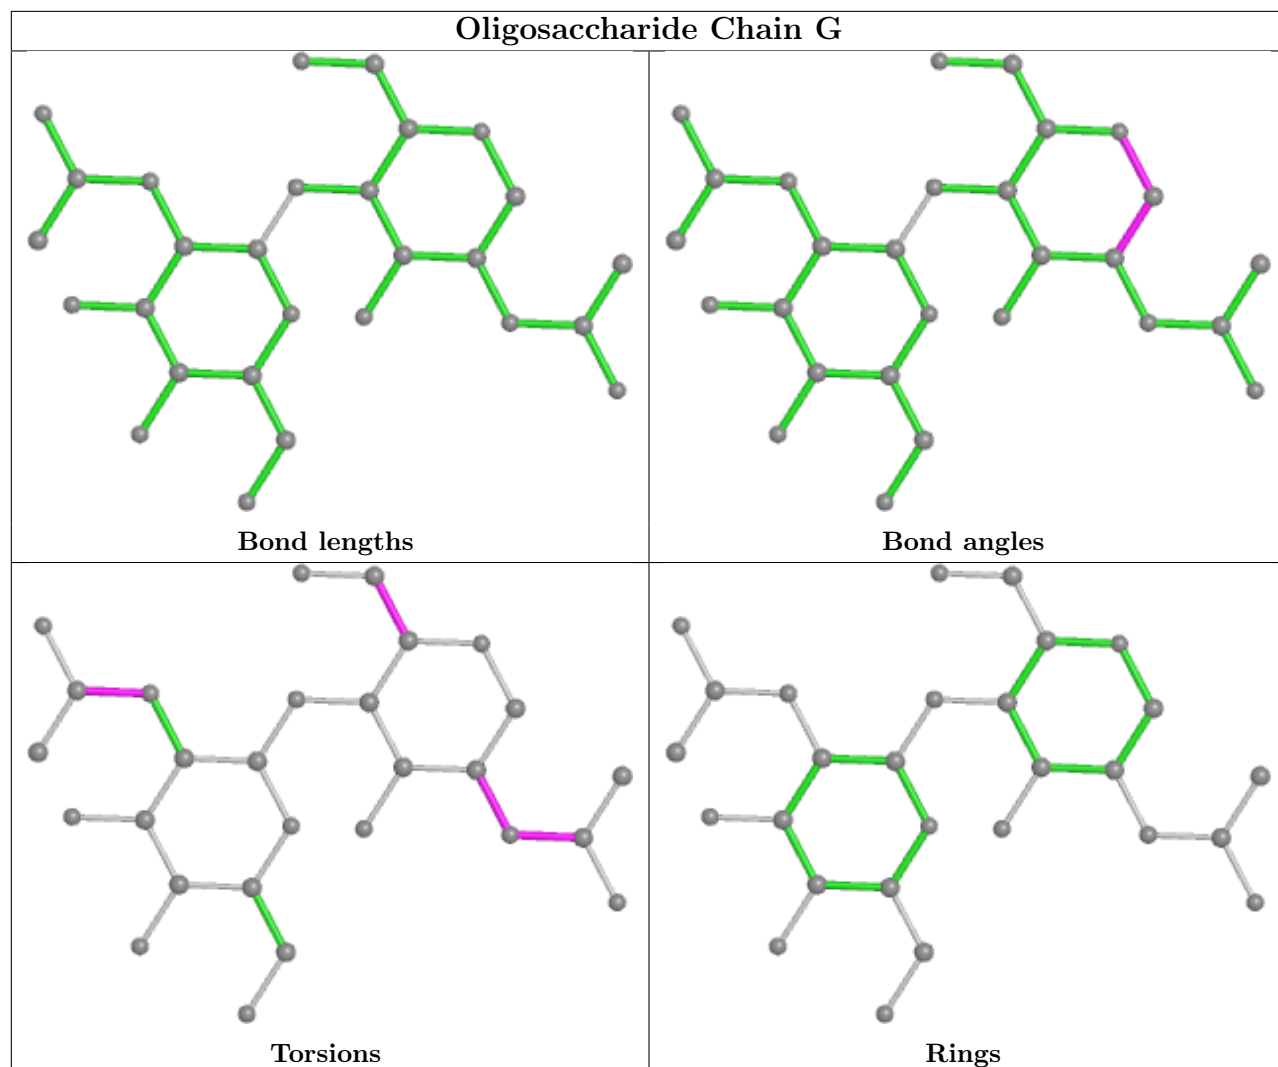 Oligosaccharide Chain G
Bond lengths
Bond angles
Torsions
Rings